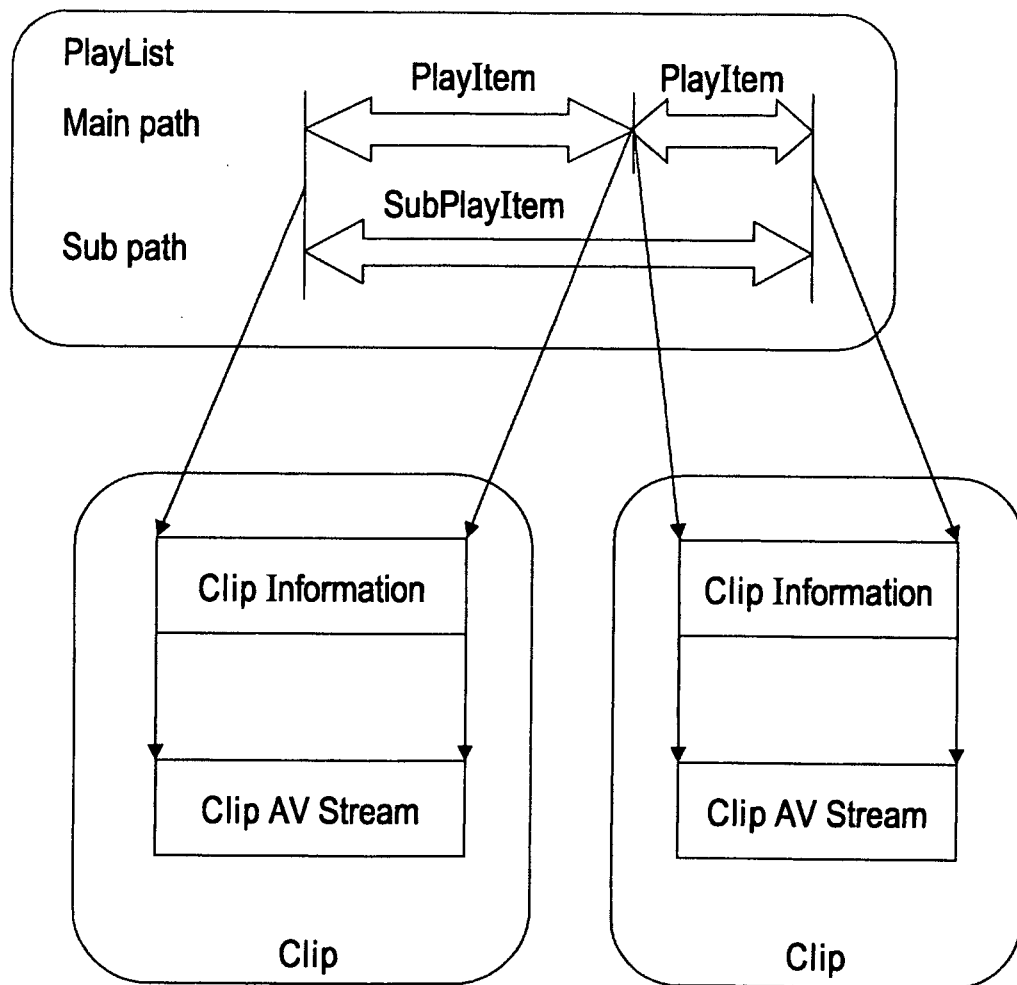 PlayList
PlayItem
PlayItem
Main path
SubPlayItem
Sub path
Clip Information
Clip Information
Clip AV Stream
Clip AV Stream
Clip
Clip